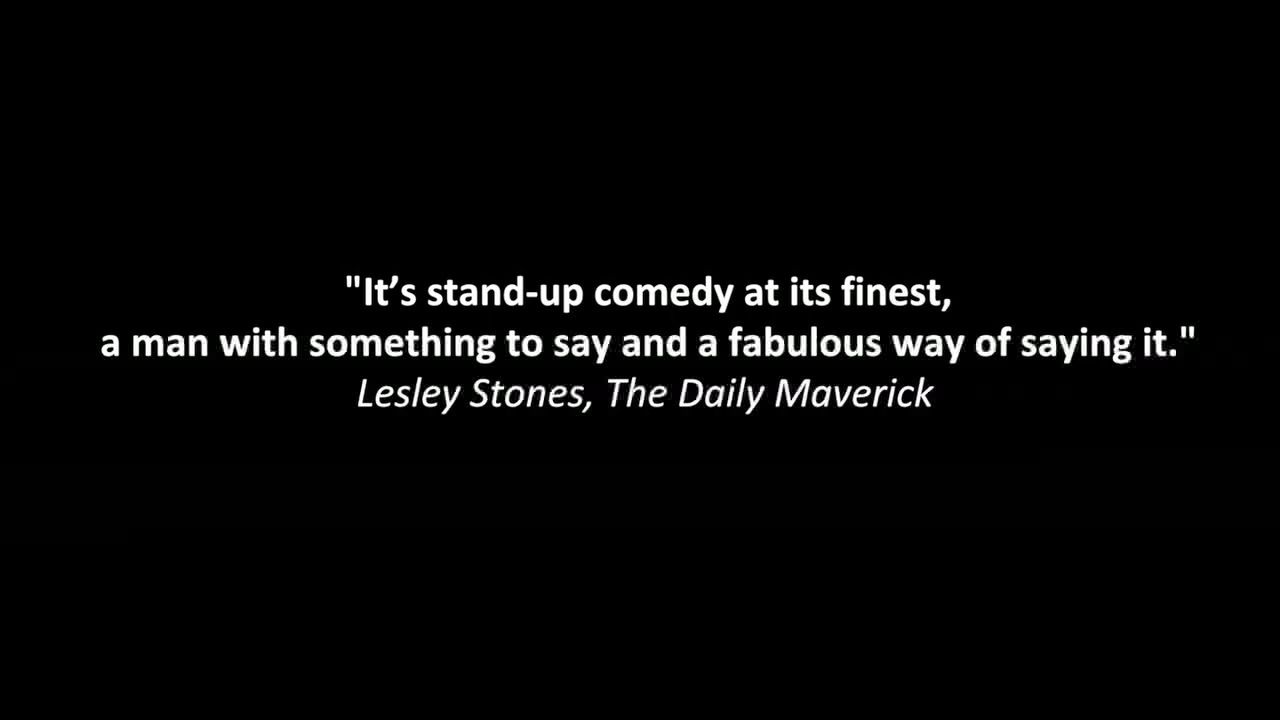 "It’s stand-up comedy at its finest,
a man with something to say and a fabulous way of saying it."
Lesley Stones, The Daily Maverick